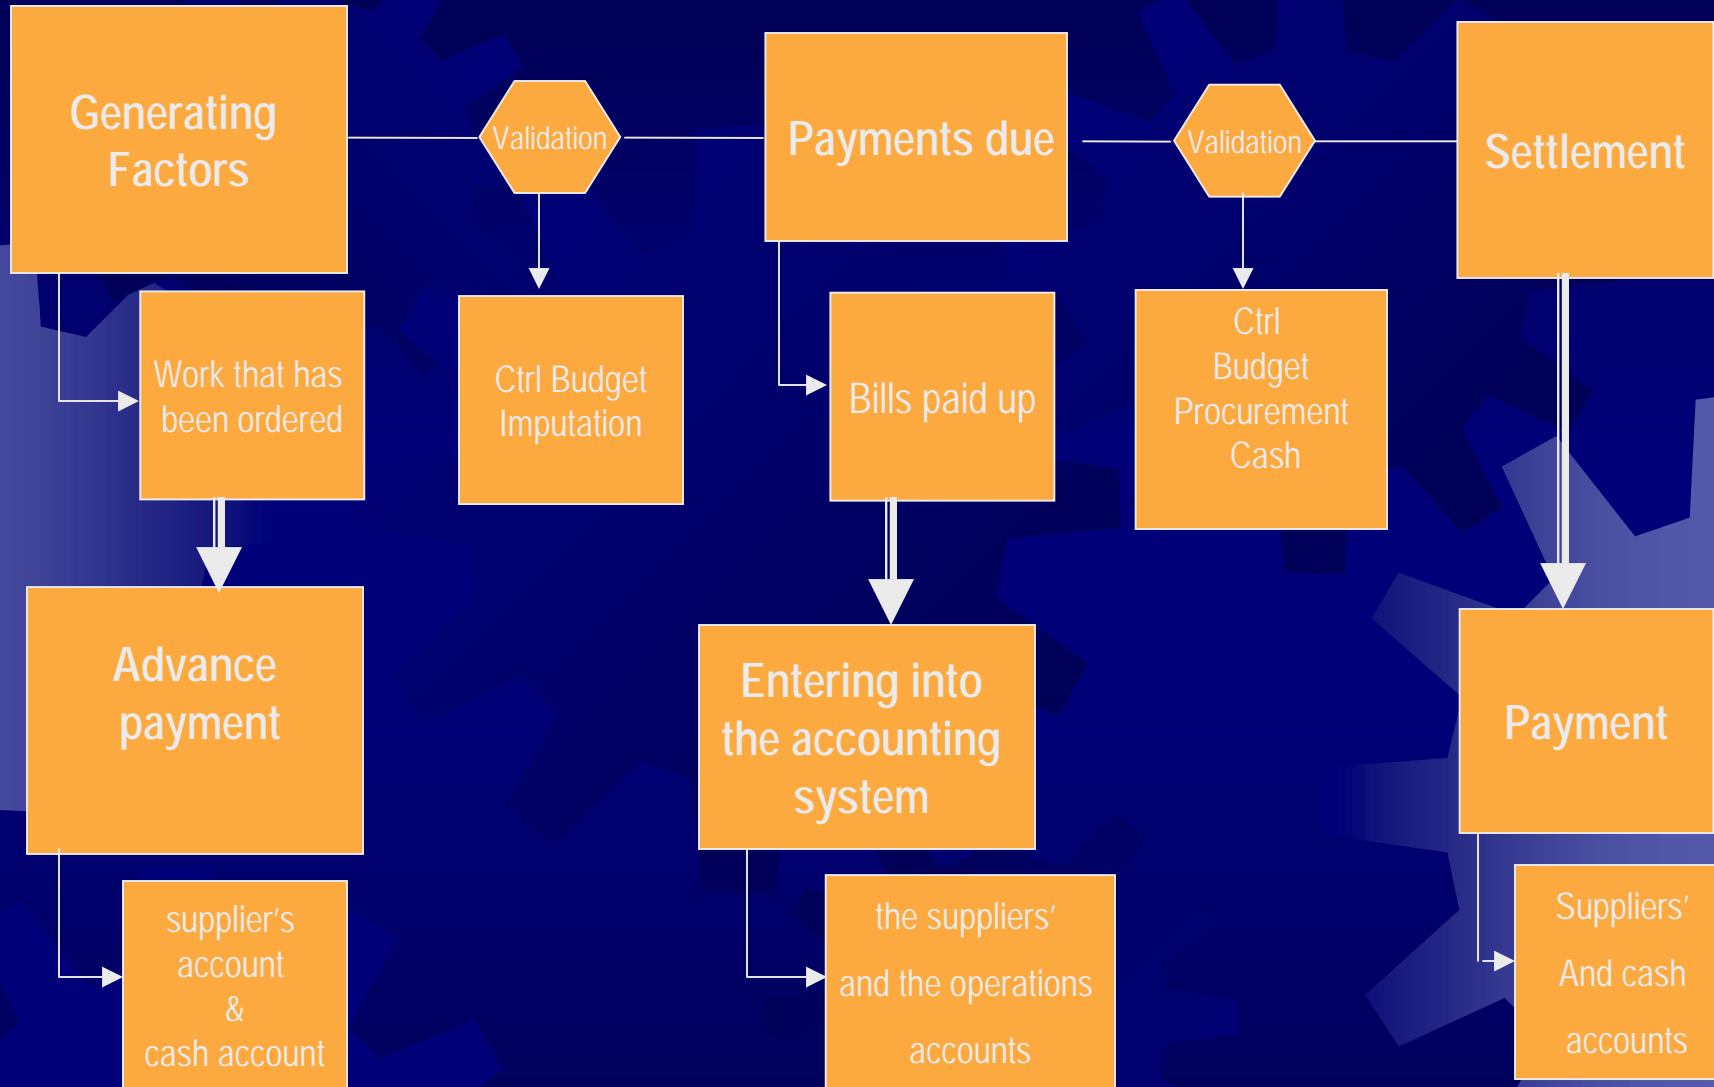 Generating
Factors
Validation
Payments due
Validation
Settlement
Work that has
been ordered
Ctrl Budget
Imputation
Bills paid up
Ctrl
Budget
Procurement
Cash
Advance
payment
Entering into
the accounting
system
Payment
supplier's
account
&
cash account
the suppliers'
and the operations
accounts
Suppliers'
And cash
accounts